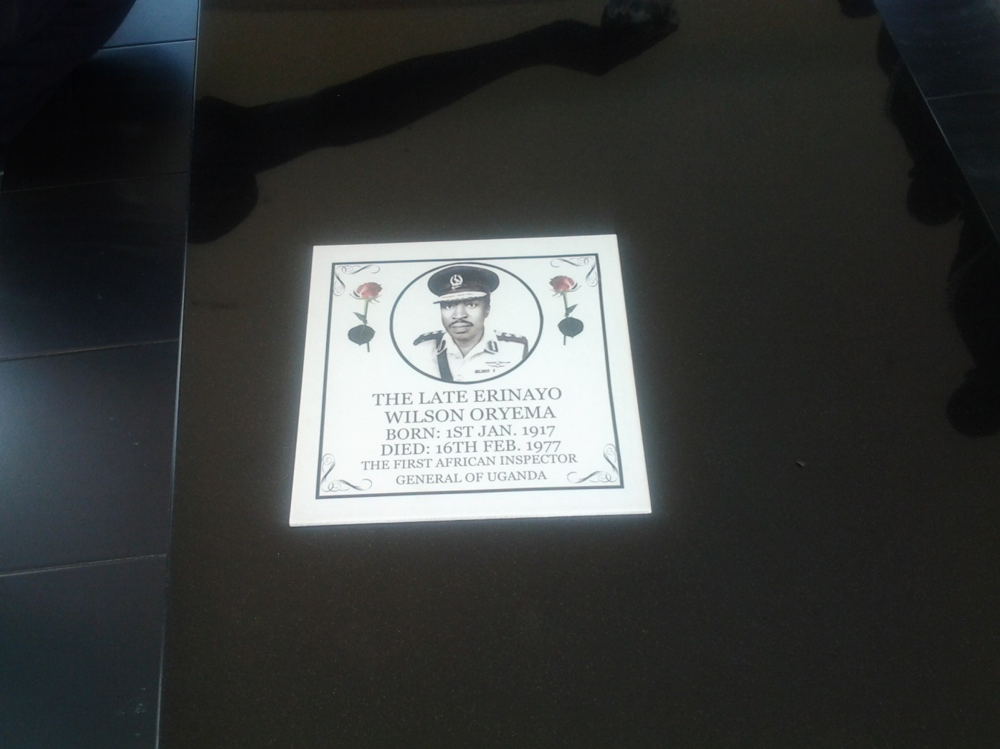 THE LATE ERINAYO
WILSON ORYEMA
BORN: 1ST JAN. 1917
DIED: 16TH FEB. 1977
THE FIRST AFRICAN INSPECTOR
GENERAL OF UGANDA